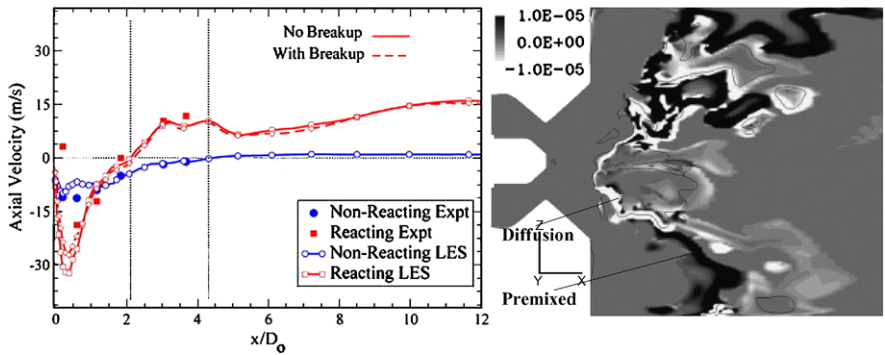 Axial Velocity (m/s)
30
15
0
-15
-30
0
2
4
6
8
10
12
x/Do
No Breakup
With Breakup
Non-Reacting Expt
Reacting Expt
Non-Reacting LES
Reacting LES
1.0E-05
0.0E+00
-1.0E-05
Z
Diffusion
Y X
Premixed